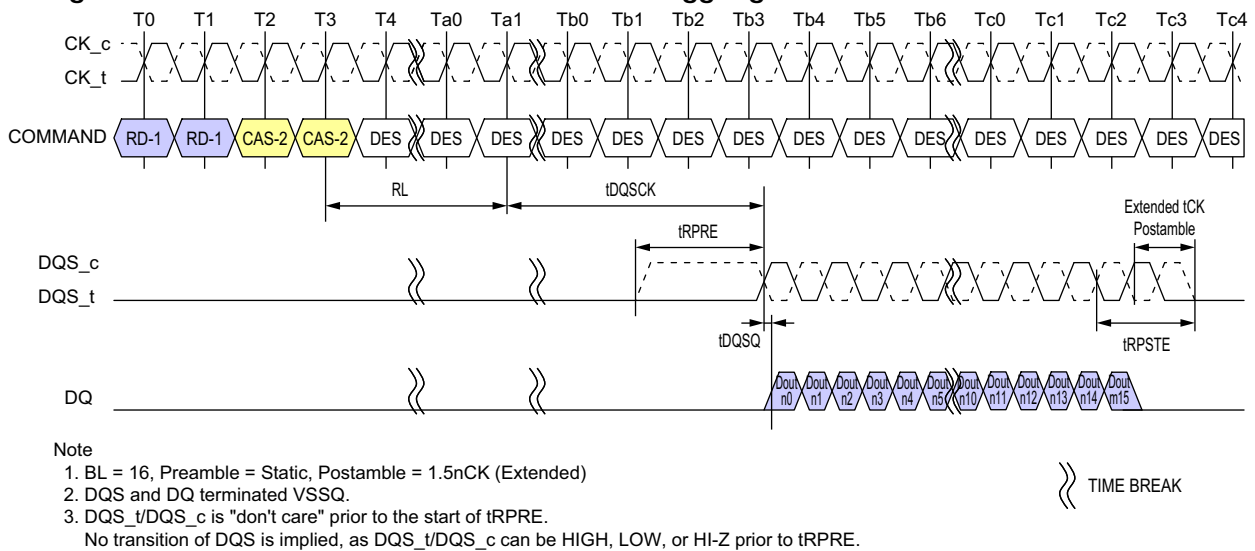 T0 T1 T2 T3 T4 Ta0 Ta1 Tb0 Tb1 Tb2 Tb3 Tb4 Tb5 Tb6 Tc0 Tc1 Tc2 Tc3 Tc4
CK_c
CK_t
COMMAND RD-1 RD-1 CAS-2 CAS-2 DES DES DES DES DES DES DES DES DES DES DES DES DES DES DES
RL tDQSCK
Extended tCK
Postamble
tRPRE
DQS_c
DQS_t
tDQSQ
tRPSTE
DQ
Dout Dout Dout Dout Dout Dout Dout Dout Dout Dout Dout Dout
n0 n1 n2 n3 n4 n5 n10 n11 n12 n13 n14 m15
Note
1. BL = 16, Preamble = Static, Postamble = 1.5nCK (Extended)
2. DQS and DQ terminated VSSQ.
3. DQS_t/DQS_c is "don't care" prior to the start of tRPRE.
No transition of DQS is implied, as DQS_t/DQS_c can be HIGH, LOW, or HI-Z prior to tRPRE.
TIME BREAK